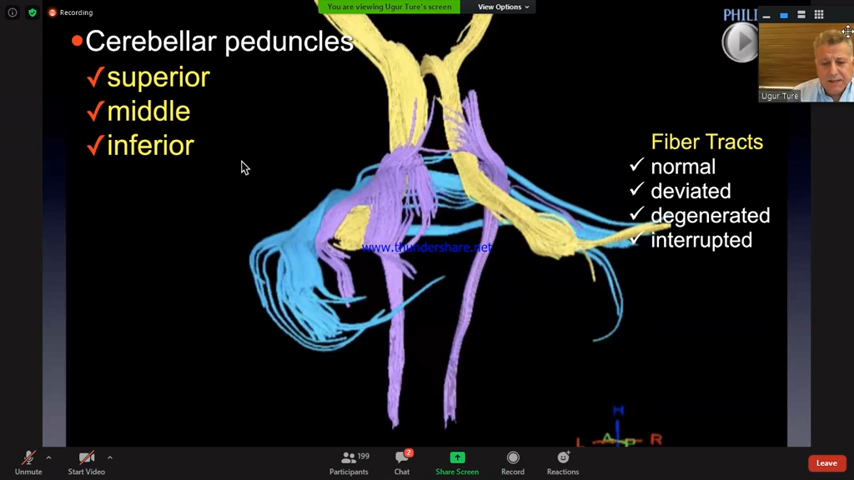 Recording
You are viewing Ugur Ture's screen
View Options
PHILI
Ugur Ture
Cerebellar peduncles
superior
middle
inferior
Fiber Tracts
normal
deviated
degenerated
interrupted
www.thundershare.net
H
L A P R
Unmute
Start Video
199
Participants
2
Chat
Share Screen
Record
Reactions
Leave